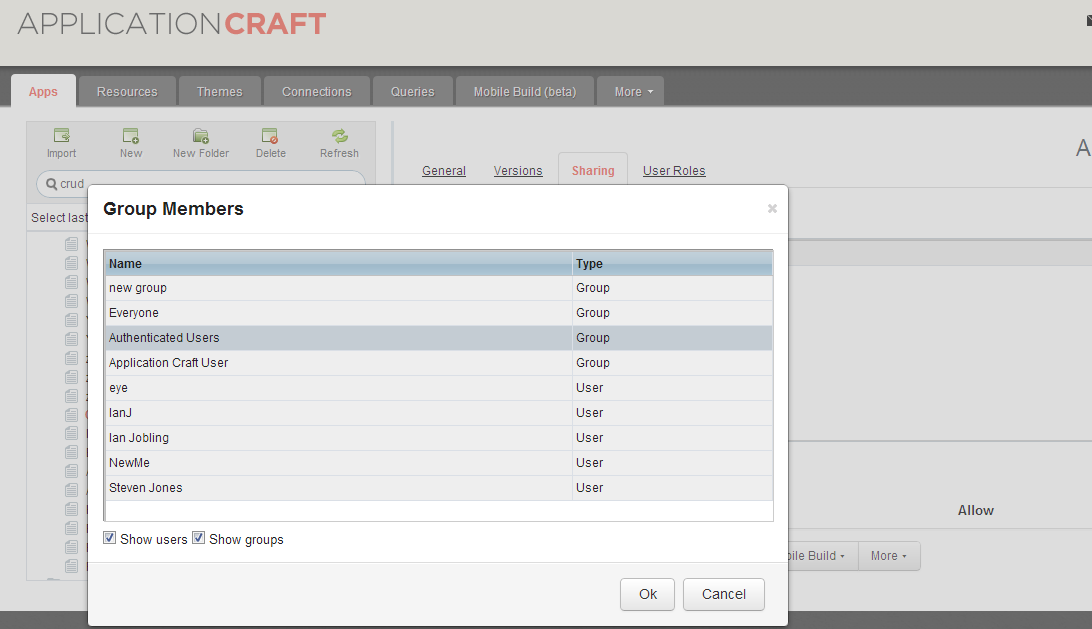 APPLICATIONCRAFT
Apps Resources Themes Connections Queries Mobile Build (beta) More
Import New New Folder Delete Refresh
General Versions Sharing User Roles
A
crud
Select last
Group Members
Name Type
new group Group
Everyone Group
Authenticated Users Group
Application Craft User Group
eye User
IanJ User
Ian Jobling User
NewMe User
Steven Jones User
Show users Show groups
Allow
bile Build More
Ok Cancel